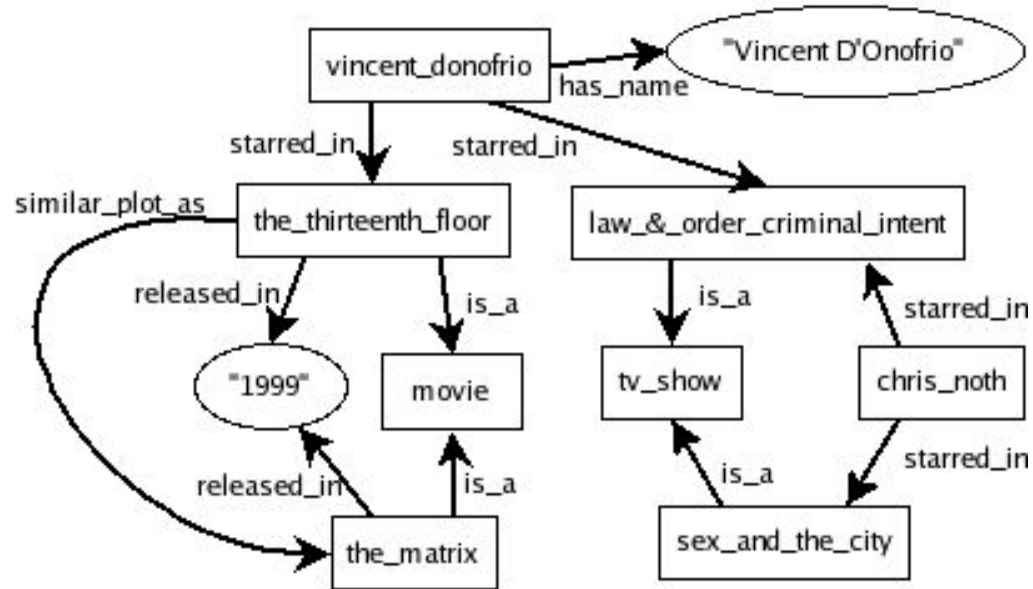 vincent_donofrio
"Vincent D'Onofrio"
has_name
starred_in
starred_in
similar_plot_as
the_thirteenth_floor
law_&_order_criminal_intent
released_in
is_a
is_a
starred_in
"1999"
movie
tv_show
chris_noth
released_in
is_a
is_a
starred_in
the_matrix
sex_and_the_city